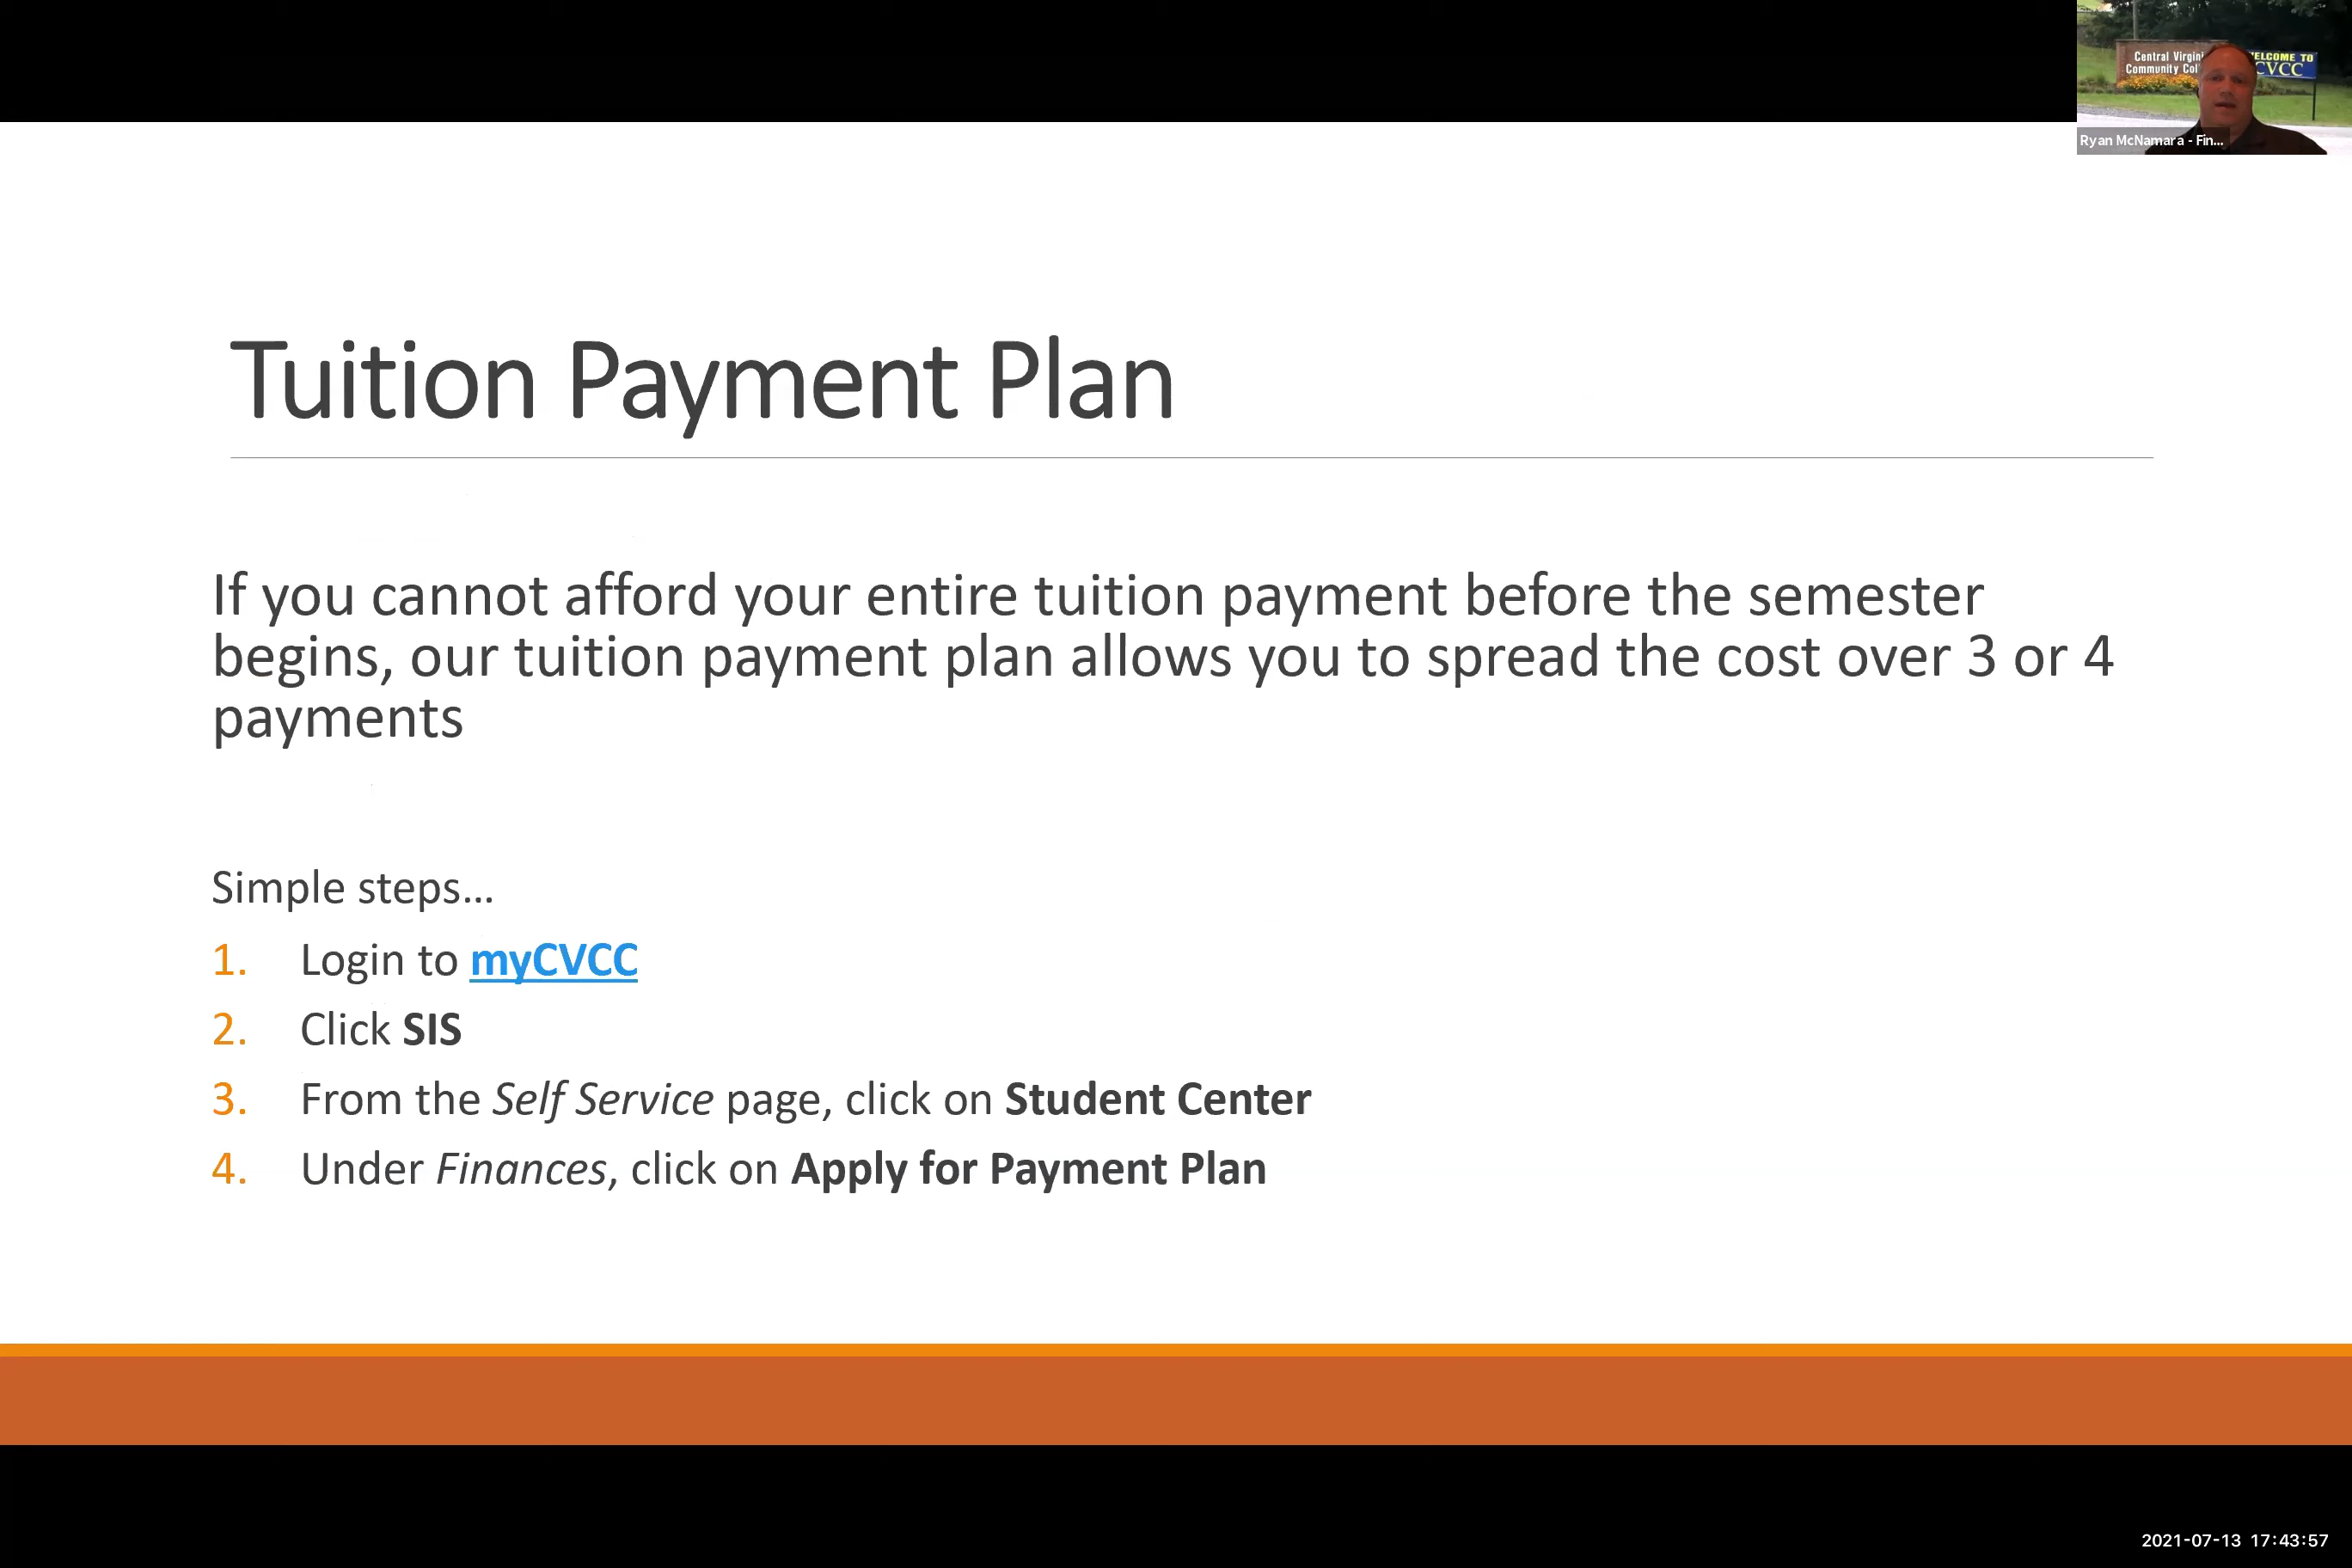 Central Virgini
Community Col
ELCOME TO
CVCC
Ryan McNamara - Fin...
Tuition Payment Plan
If you cannot afford your entire tuition payment before the semester
begins, our tuition payment plan allows you to spread the cost over 3 or 4
payments
Simple steps...
1. Login to myCVCC
2. Click SIS
3. From the Self Service page, click on Student Center
4. Under Finances, click on Apply for Payment Plan
2021-07-13 17:43:57